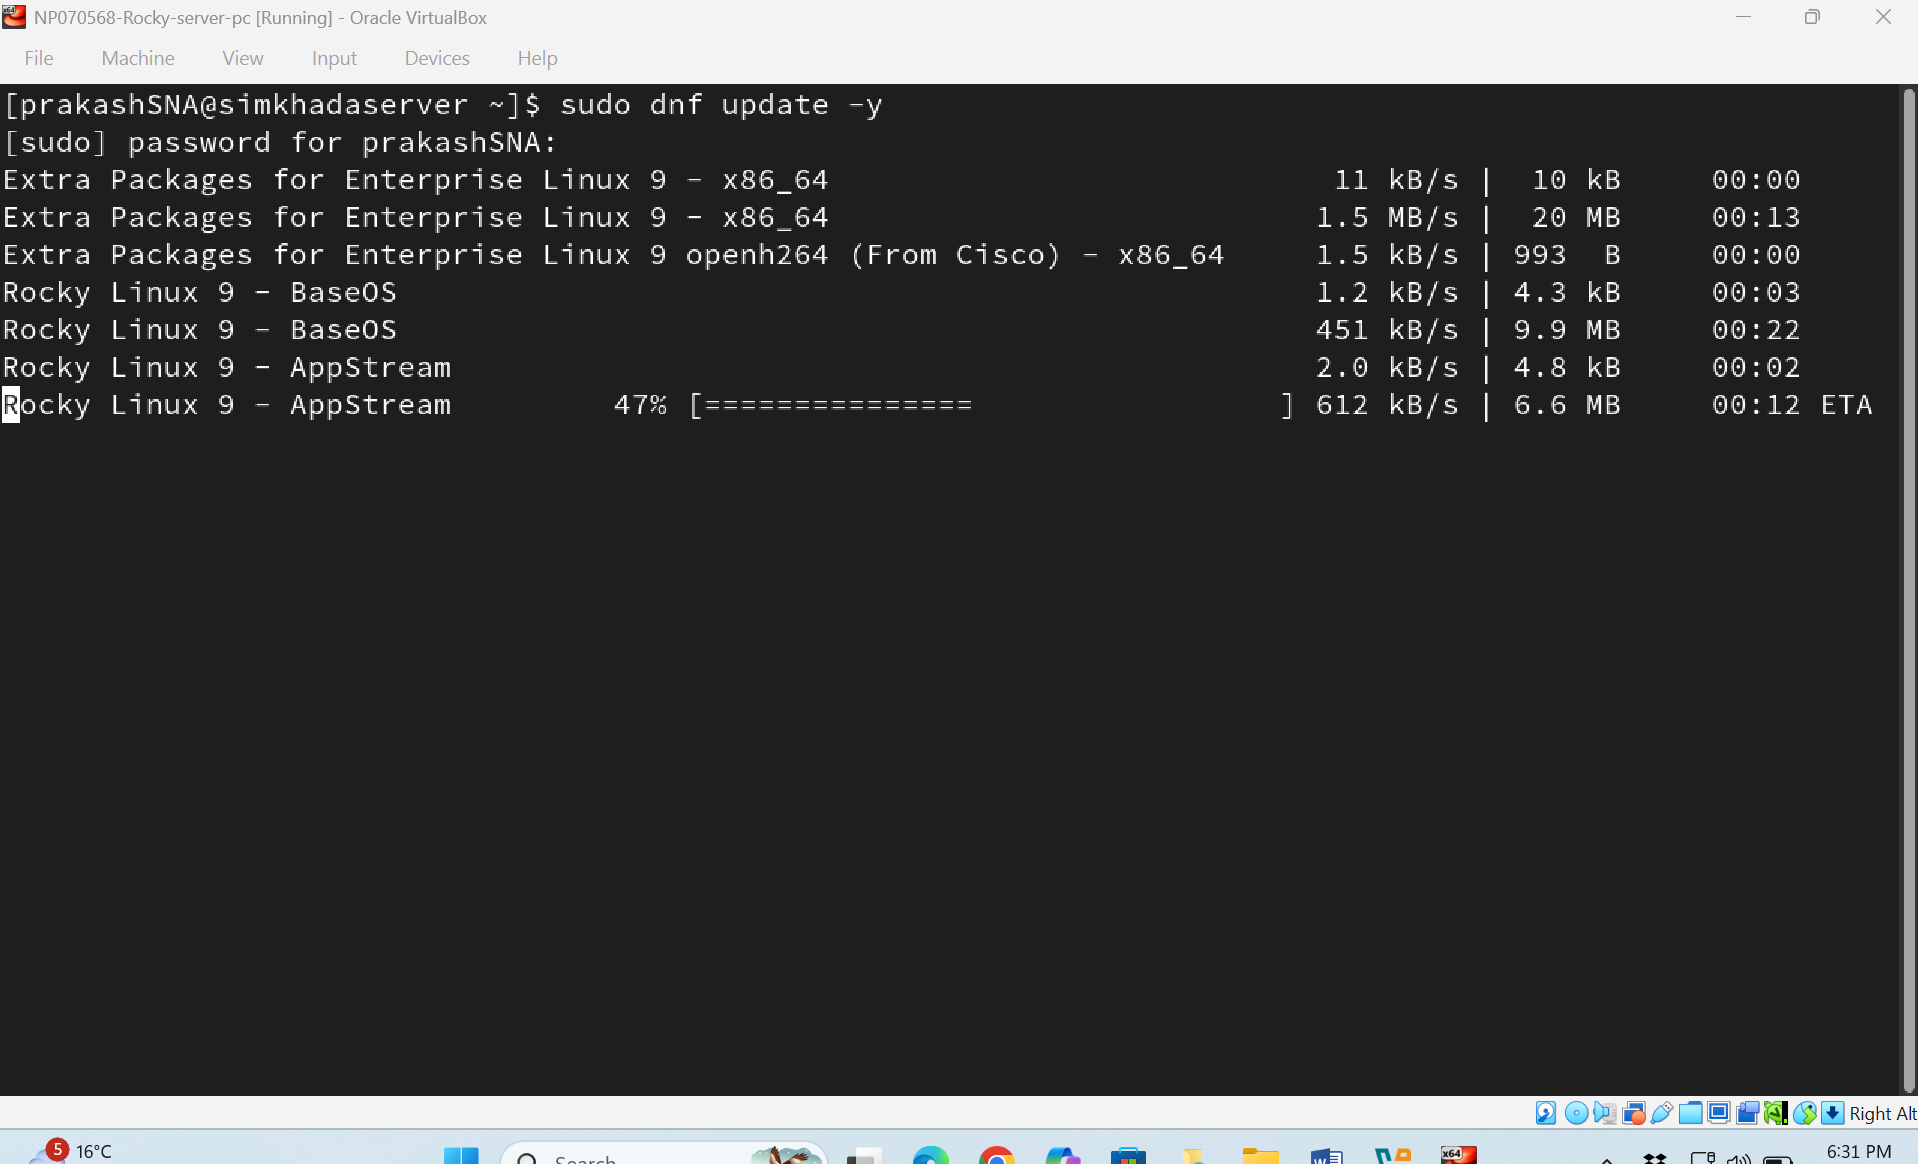 NP070568-Rocky-server-pc [Running] - Oracle VirtualBox
File Machine View Input Devices Help
[prakashSNA@simkhadaserver ~]$ sudo dnf update -y
[sudo] password for prakashSNA:
Extra Packages for Enterprise Linux 9 - x86_64 11 kB/s | 10 kB 00:00
Extra Packages for Enterprise Linux 9 - x86_64 1.5 MB/s | 20 MB 00:13
Extra Packages for Enterprise Linux 9 openh264 (From Cisco) - x86_64 1.5 kB/s | 993 B 00:00
Rocky Linux 9 - BaseOS 1.2 kB/s | 4.3 kB 00:03
Rocky Linux 9 - BaseOS 451 kB/s | 9.9 MB 00:22
Rocky Linux 9 - AppStream 2.0 kB/s | 4.8 kB 00:02
Rocky Linux 9 - AppStream 47% [=============== ] 612 kB/s | 6.6 MB 00:12 ETA
Right Alt
5 16°C Search x64 6:31 PM